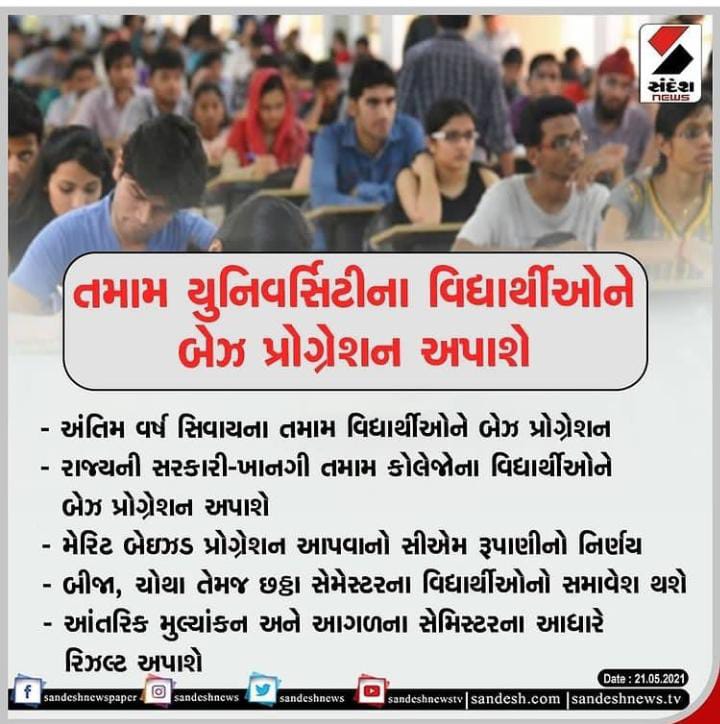 સંદેશ
NEWS
તમામ યુનિવર્સિટીના વિદ્યાર્થીઓને
બેઝ પ્રોગ્રેશન અપાશે
- અંતિમ વર્ષ સિવાયના તમામ વિદ્યાર્થીઓને બેઝ પ્રોગ્રેશન
- રાજ્યની સરકારી-ખાનગી તમામ કોલેજોના વિદ્યાર્થીઓને
બેઝ પ્રોગ્રેશન અપાશે
- મેરિટ બેઇઝડ પ્રોગ્રેશન આપવાનો સીએમ રૂપાણીનો નિર્ણય
- બીજા, ચોથા તેમજ છઠ્ઠા સેમેસ્ટરના વિદ્યાર્થીઓનો સમાવેશ થશે
- આંતરિક મુલ્યાંકન અને આગળના સેમિસ્ટરના આધારે
રિઝલ્ટ અપાશે
Date : 21.05.2021
sandeshnewspaper sandeshnews sandeshnews sandeshnewstv | sandesh.com | sandeshnews.tv